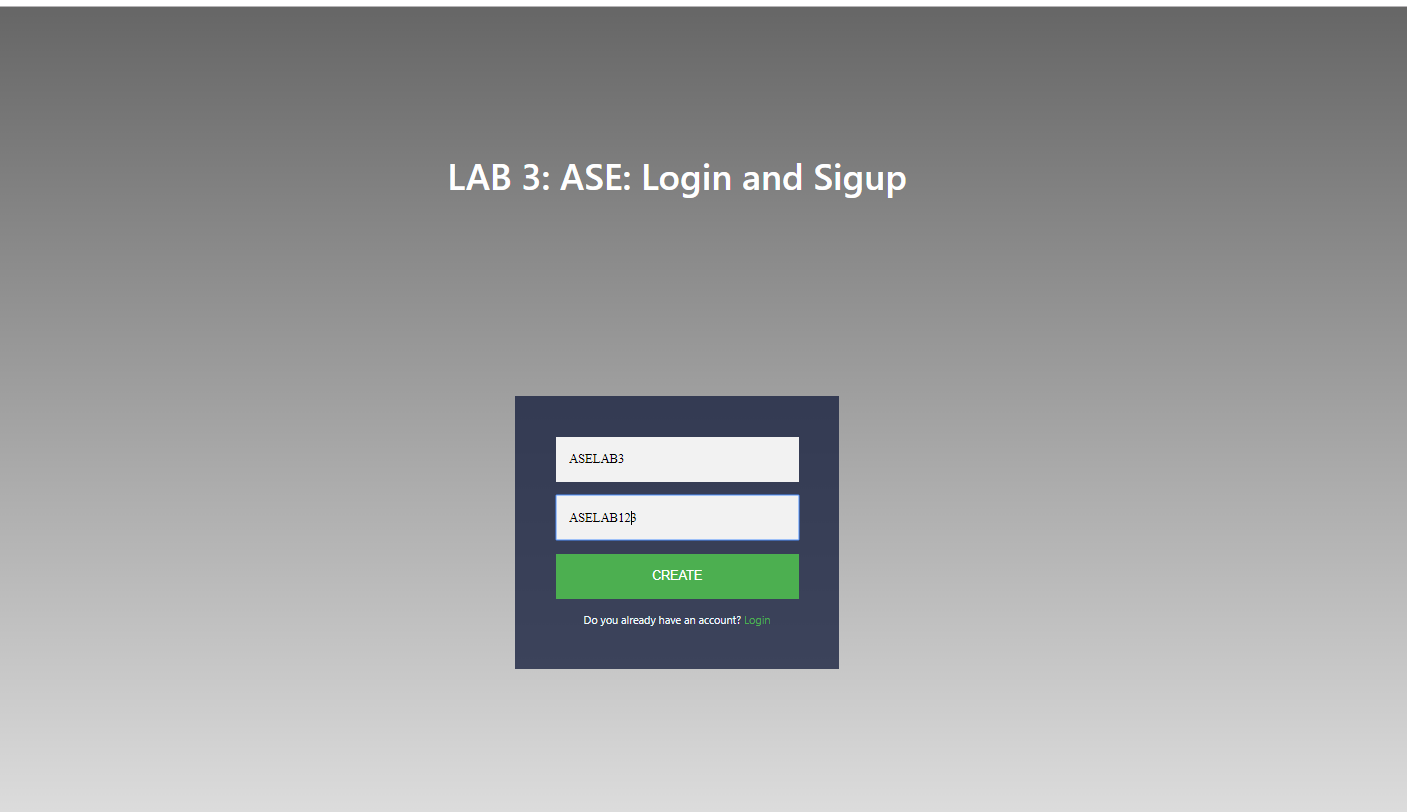 LAB 3: ASE: Login and Sigup
ASELAB3
ASELAB123
CREATE
Do you already have an account? Login